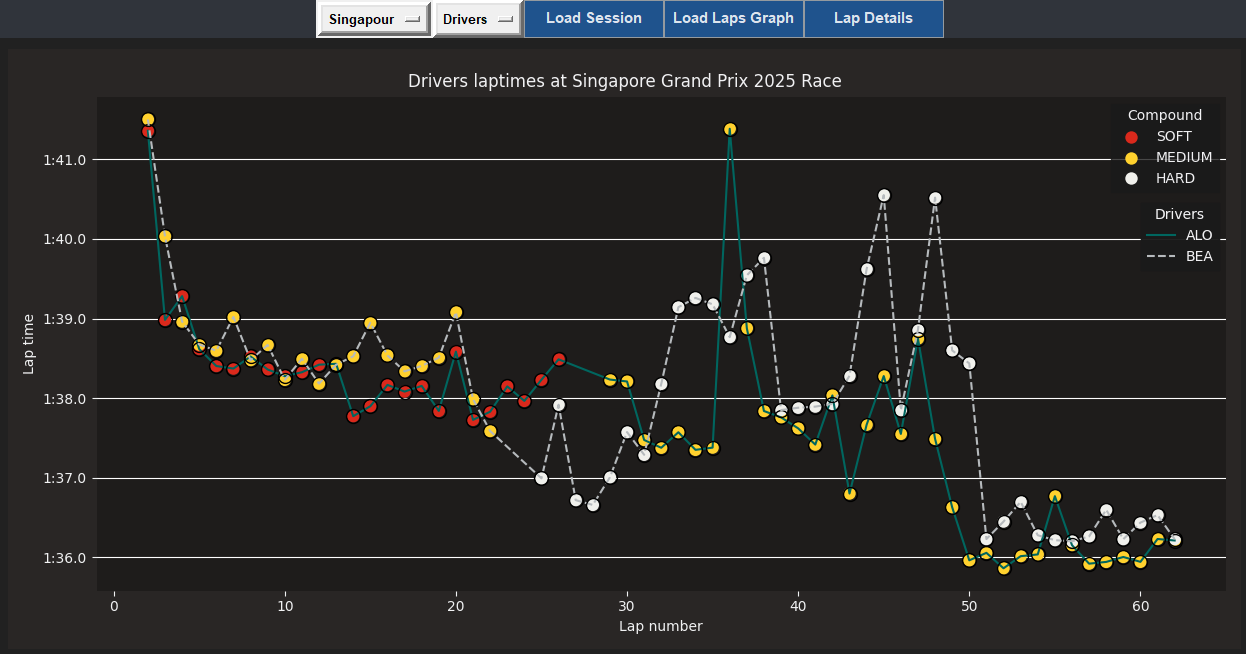 Singapour Drivers Load Session Load Laps Graph Lap Details
Drivers laptimes at Singapore Grand Prix 2025 Race
Compound
SOFT
MEDIUM
HARD
Drivers
ALO
BEA
1:41.0
1:40.0
1:39.0
1:38.0
1:37.0
1:36.0
Lap time
0 10 20 30 40 50 60
Lap number